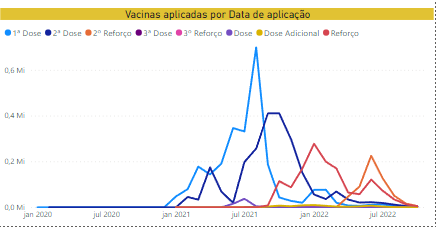 Vacinas aplicadas por Data de aplicação
1ª Dose 2ª Dose 2º Reforço 3ª Dose 3º Reforço Dose Dose Adicional Reforço
0,6 Mi
0,4 Mi
0,2 Mi
0,0 Mi
jan 2020 jul 2020 jan 2021 jul 2021 jan 2022 jul 2022